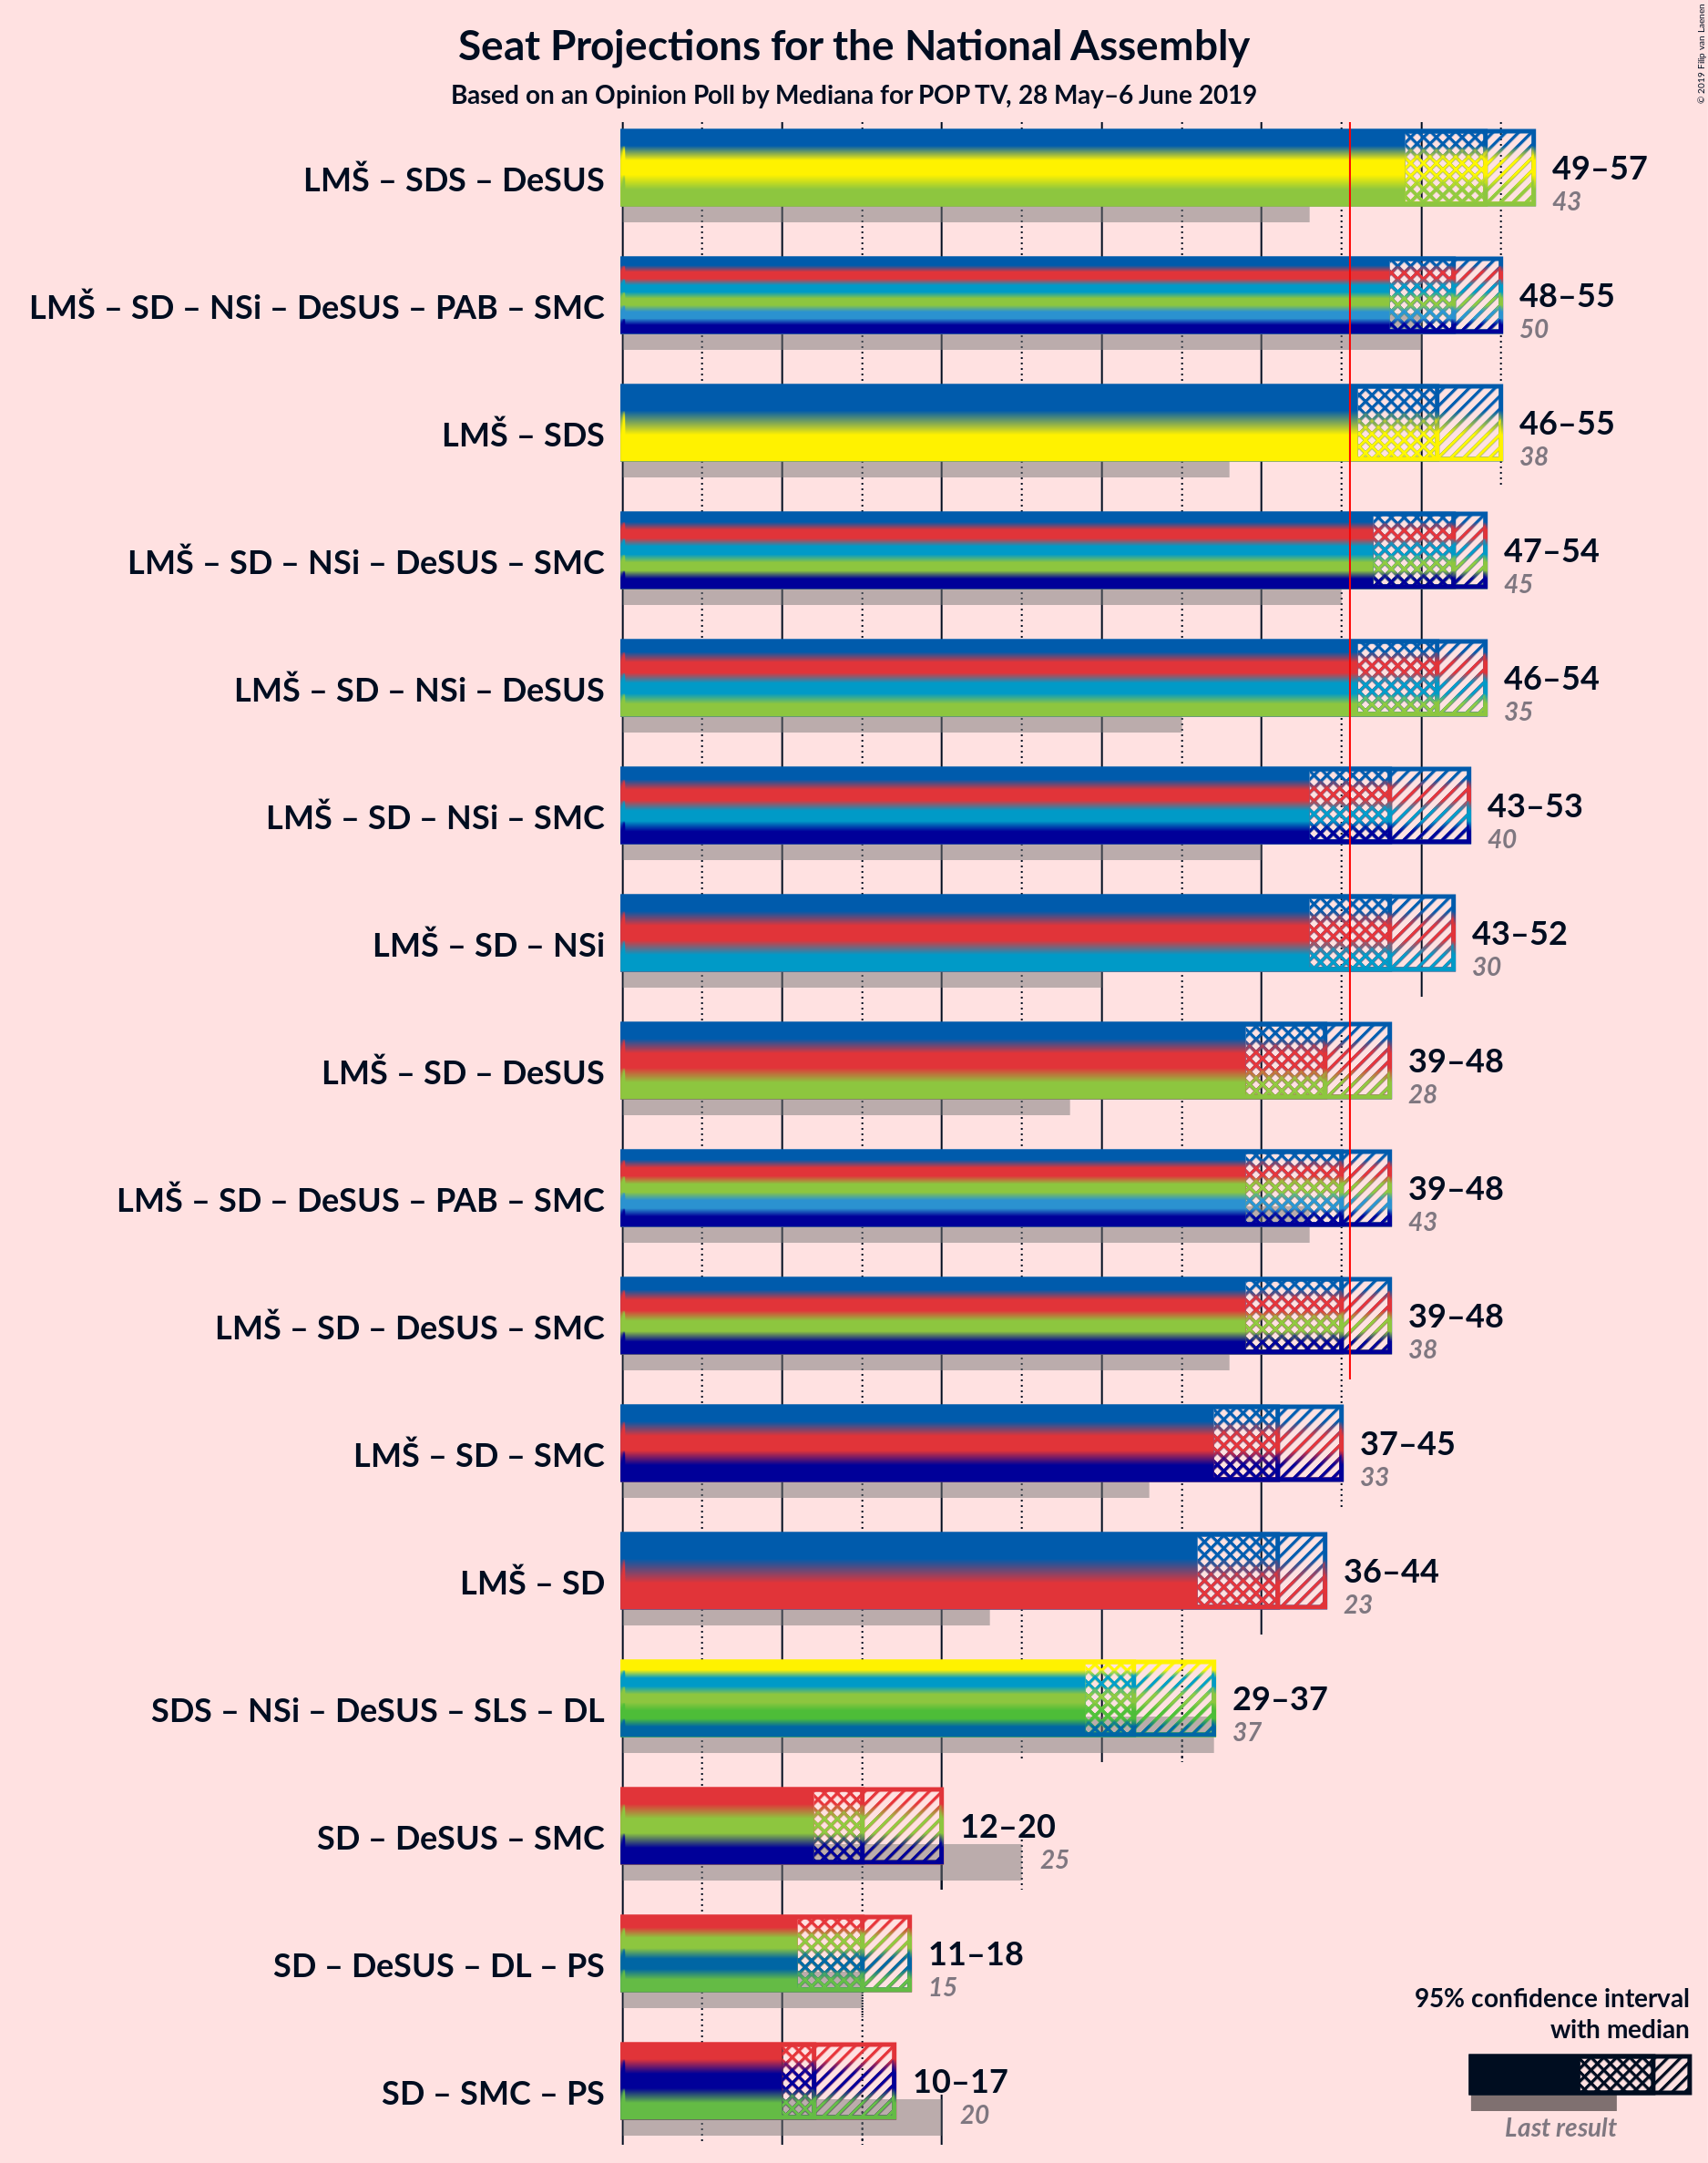 Seat Projections for the National Assembly
Based on an Opinion Poll by Mediana for POP TV, 28 May–6 June 2019
© 2019 Filip van Laenen
LMŠ – SDS – DeSUS
49–57
43
LMŠ – SD – NSi – DeSUS – PAB – SMC
48–55
50
LMŠ – SDS
46–55
38
LMŠ – SD – NSi – DeSUS – SMC
47–54
45
LMŠ – SD – NSi – DeSUS
46–54
35
LMŠ – SD – NSi – SMC
43–53
40
LMŠ – SD – NSi
43–52
30
LMŠ – SD – DeSUS
39–48
28
LMŠ – SD – DeSUS – PAB – SMC
39–48
43
LMŠ – SD – DeSUS – SMC
39–48
38
LMŠ – SD – SMC
37–45
33
LMŠ – SD
36–44
23
SDS – NSi – DeSUS – SLS – DL
29–37
37
SD – DeSUS – SMC
12–20
25
SD – DeSUS – DL – PS
11–18
15
SD – SMC – PS
10–17
20
95% confidence interval
with median
Last result